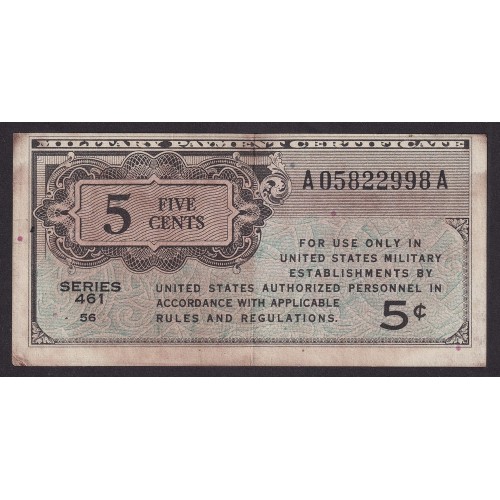 MILITARY PAYMENT CERTIFICATE
A05822998A
5 FIVE
CENTS
FOR USE ONLY IN
UNITED STATES MILITARY
ESTABLISHMENTS BY
UNITED STATES AUTHORIZED PERSONNEL IN
ACCORDANCE WITH APPLICABLE
RULES AND REGULATIONS.
SERIES
461
56
5¢